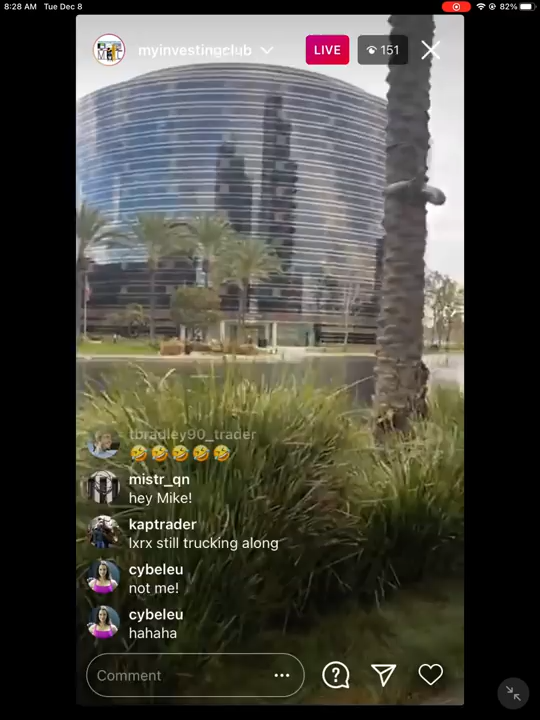 8:28 AM Tue Dec 8
82%
myinvestingclub
LIVE
151
tbradley90_trader
🤣🤣🤣🤣🤣
mistr_qn
hey Mike!
kaptrader
lxrx still trucking along
cybeleu
not me!
cybeleu
hahaha
Comment